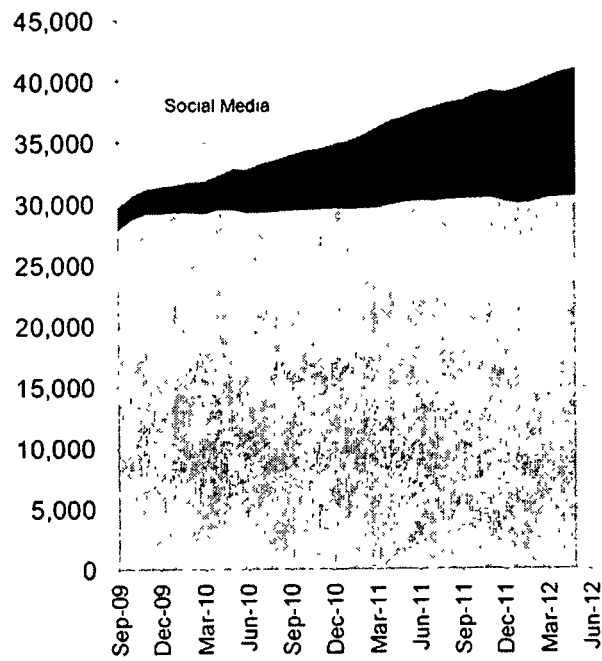 45,000
40,000
Social Media
35,000
30,000
25,000
20,000
15,000
10,000
5,000
0
Sep-09
Dec-09
Mar-10
Jun-10
Sep-10
Dec-10
Mar-11
Jun-11
Sep-11
Dec-11
Mar-12
Jun-12